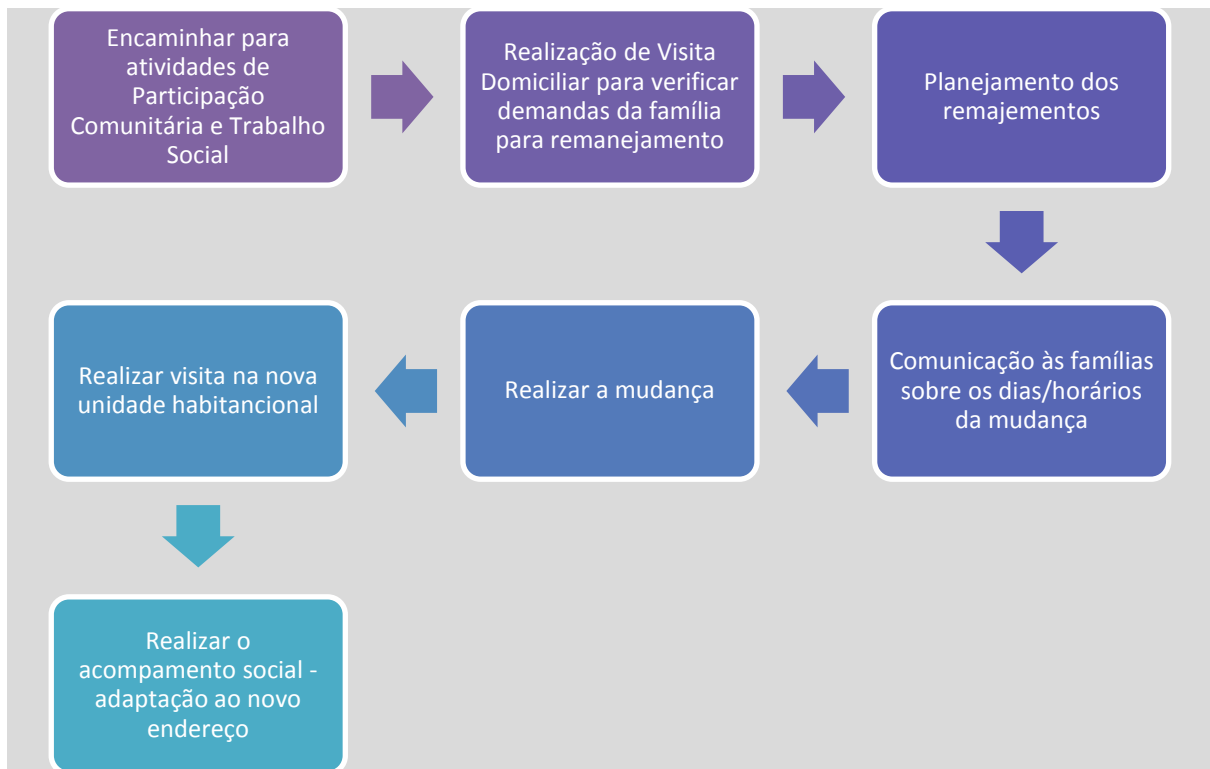 Encaminhar para
atividades de
Participação
Comunitária e Trabalho
Social
Realização de Visita
Domiciliar para verificar
demandas da família
para remanejamento
Planejamento dos
remajementos
Comunicação às famílias
sobre os dias/horários
da mudança
Realizar a mudança
Realizar visita na nova
unidade habitancional
Realizar o
acompamento social -
adaptação ao novo
endereço